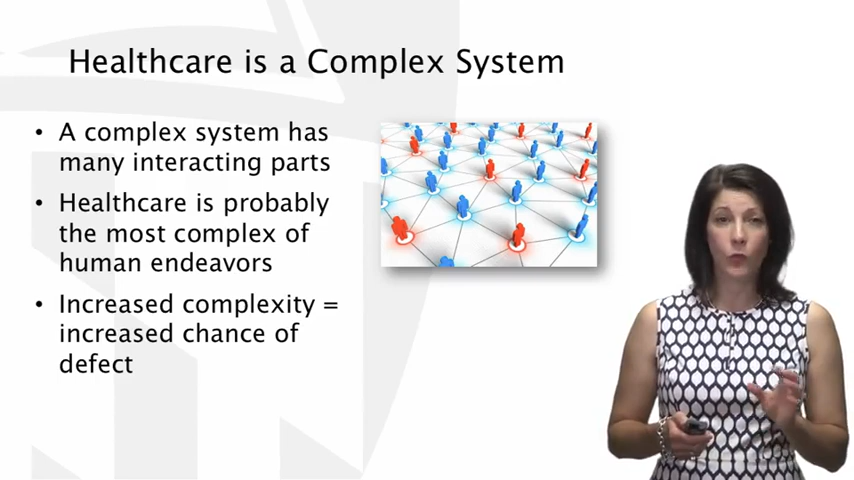 Healthcare is a Complex System
• A complex system has
many interacting parts
• Healthcare is probably
the most complex of
human endeavors
• Increased complexity =
increased chance of
defect